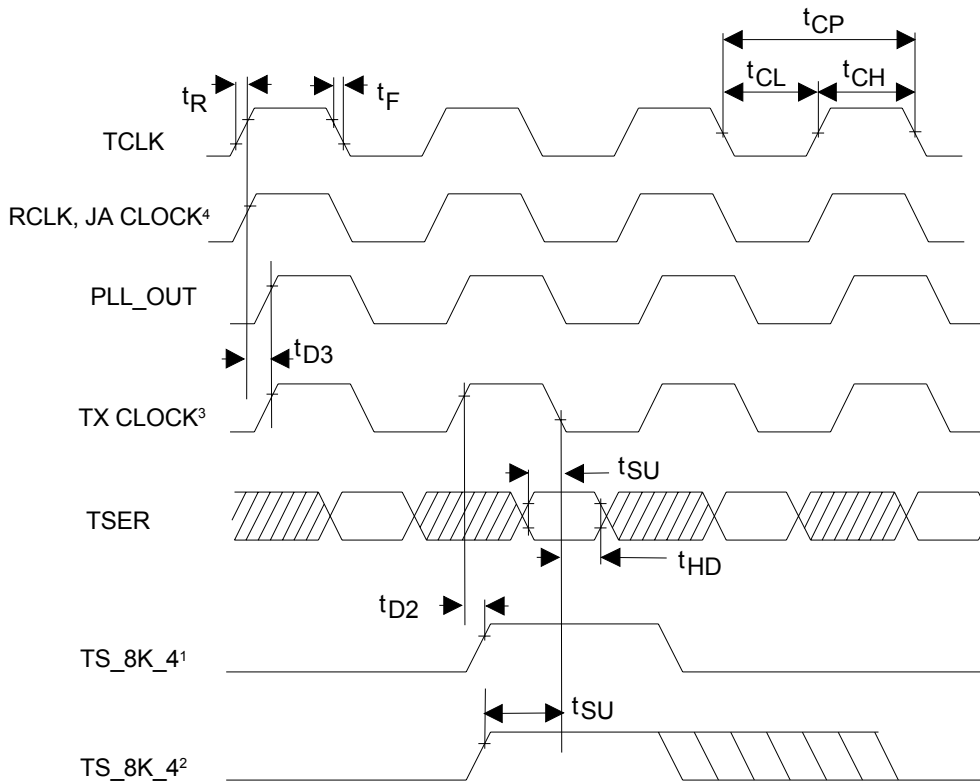 tCP
tCL tCH
tR tF
TCLK
RCLK, JA CLOCK⁴
PLL_OUT
tD3
TX CLOCK³
tSU
TSER
tHD
tD2
TS_8K_4¹
tSU
TS_8K_4²